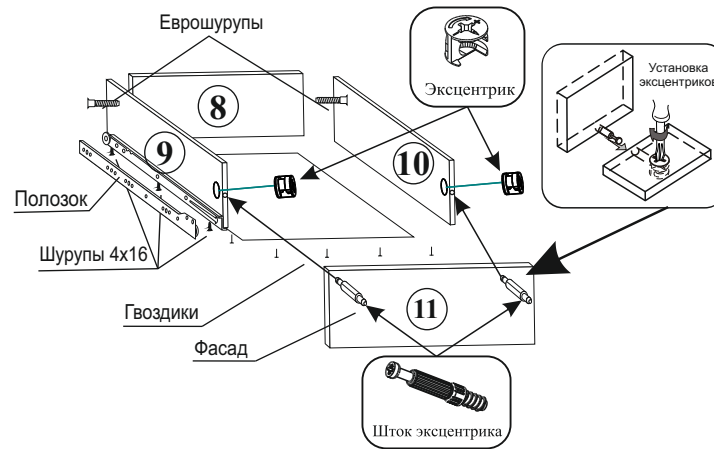 Еврошурупы
Эксцентрик
Установка
эксцентриков
8
9
10
Полозок
Шурупы 4х16
Гвоздики
Фасад
11
Шток эксцентрика